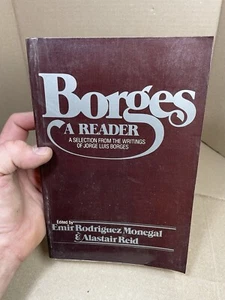 Borges
A READER
A SELECTION FROM THE WRITINGS
OF JORGE LUIS BORGES
Edited by
Emir Rodriguez Monegal
& Alastair Reid